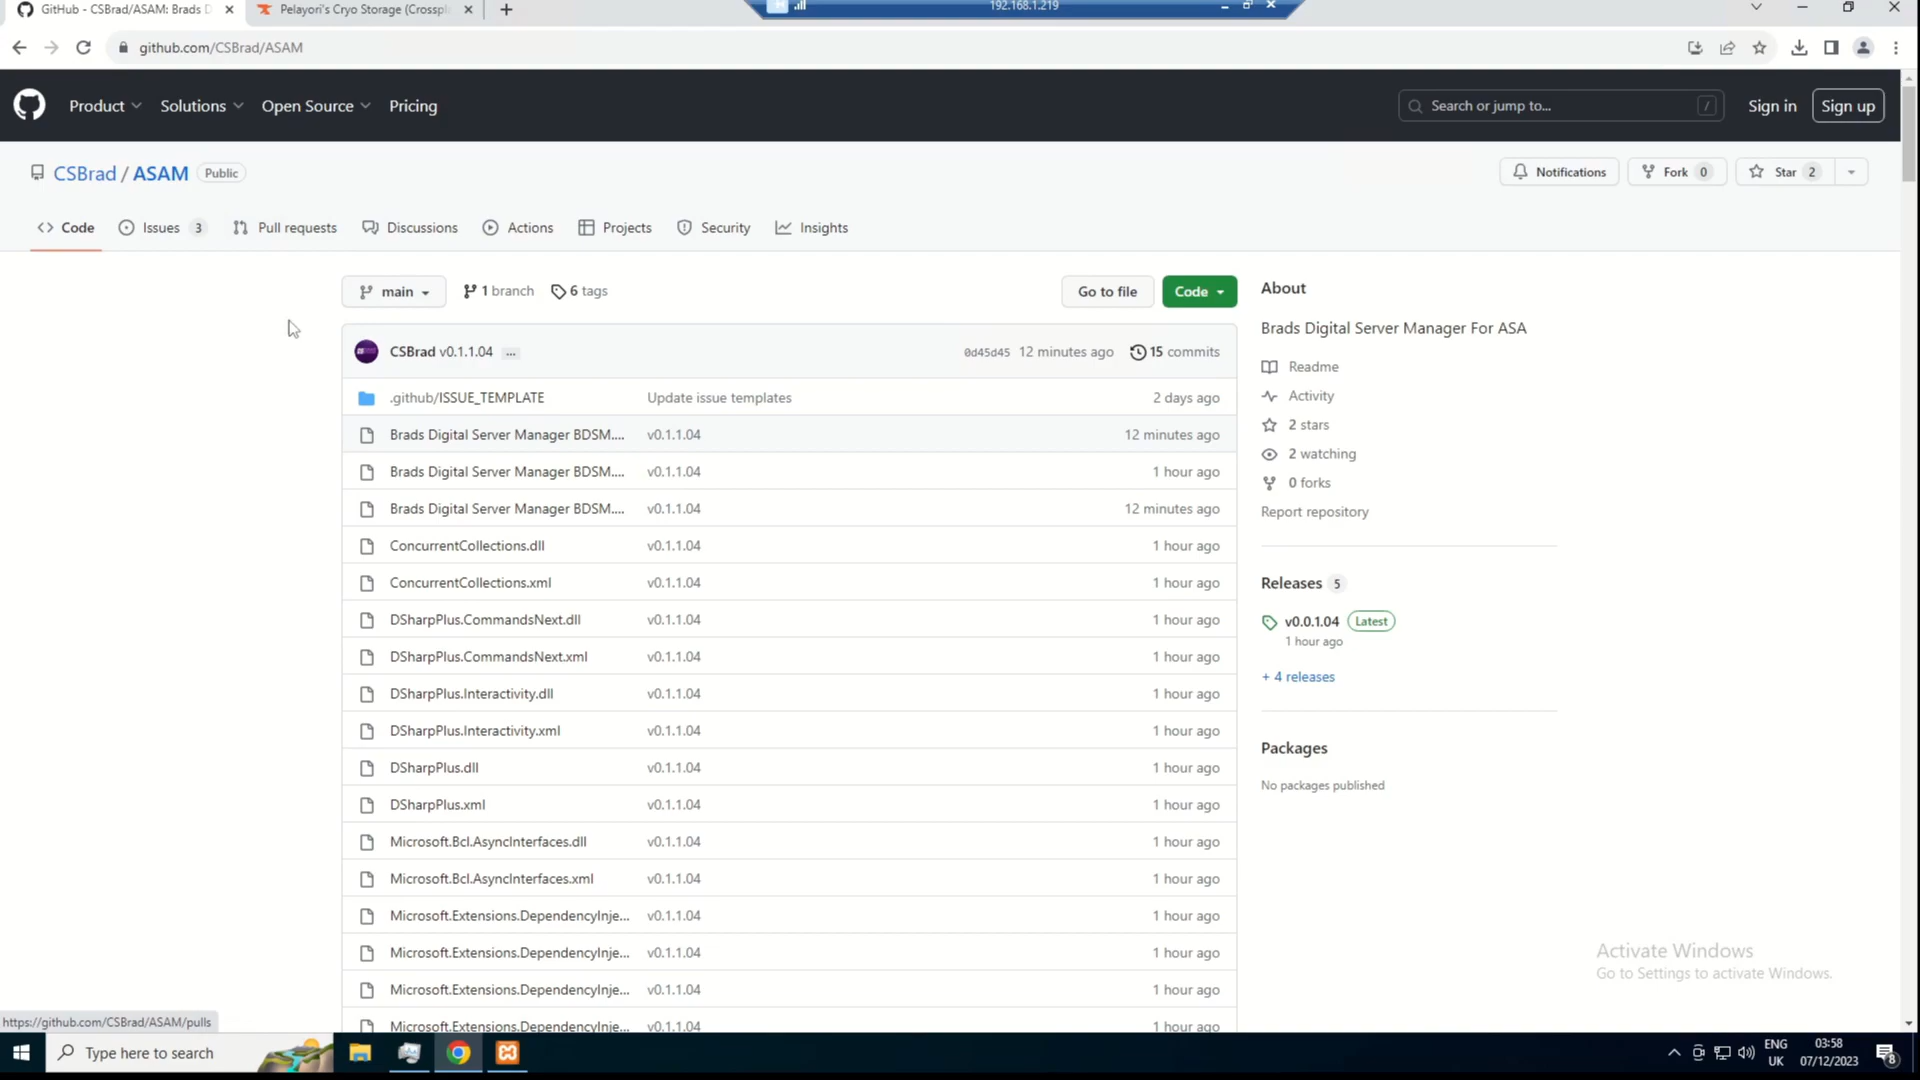 GitHub - CSBrad/ASAM: Brads D
Pelayori's Cryo Storage (Crosspl
192.168.1.219
github.com/CSBrad/ASAM
Product
Solutions
Open Source
Pricing
Search or jump to...
/
Sign in
Sign up
CSBrad / ASAM
Public
Notifications
Fork 0
Star 2
Code
Issues 3
Pull requests
Discussions
Actions
Projects
Security
Insights
main
1 branch
6 tags
Go to file
Code
CSBrad v0.1.1.04 ...
0d45d45 12 minutes ago
15 commits
.github/ISSUE_TEMPLATE Update issue templates 2 days ago
Brads Digital Server Manager BDSM.... v0.1.1.04 12 minutes ago
Brads Digital Server Manager BDSM.... v0.1.1.04 1 hour ago
Brads Digital Server Manager BDSM.... v0.1.1.04 12 minutes ago
ConcurrentCollections.dll v0.1.1.04 1 hour ago
ConcurrentCollections.xml v0.1.1.04 1 hour ago
DSharpPlus.CommandsNext.dll v0.1.1.04 1 hour ago
DSharpPlus.CommandsNext.xml v0.1.1.04 1 hour ago
DSharpPlus.Interactivity.dll v0.1.1.04 1 hour ago
DSharpPlus.Interactivity.xml v0.1.1.04 1 hour ago
DSharpPlus.dll v0.1.1.04 1 hour ago
DSharpPlus.xml v0.1.1.04 1 hour ago
Microsoft.Bcl.AsyncInterfaces.dll v0.1.1.04 1 hour ago
Microsoft.Bcl.AsyncInterfaces.xml v0.1.1.04 1 hour ago
Microsoft.Extensions.DependencyInje... v0.1.1.04 1 hour ago
Microsoft.Extensions.DependencyInje... v0.1.1.04 1 hour ago
Microsoft.Extensions.DependencyInje... v0.1.1.04 1 hour ago
Microsoft.Extensions.DependencyInje... v0.1.1.04 1 hour ago
About
Brads Digital Server Manager For ASA
Readme
Activity
2 stars
2 watching
0 forks
Report repository
Releases 5
v0.0.1.04 Latest
1 hour ago
+ 4 releases
Packages
No packages published
Activate Windows
Go to Settings to activate Windows.
https://github.com/CSBrad/ASAM/pulls
Type here to search
ENG
UK
03:58
07/12/2023
8